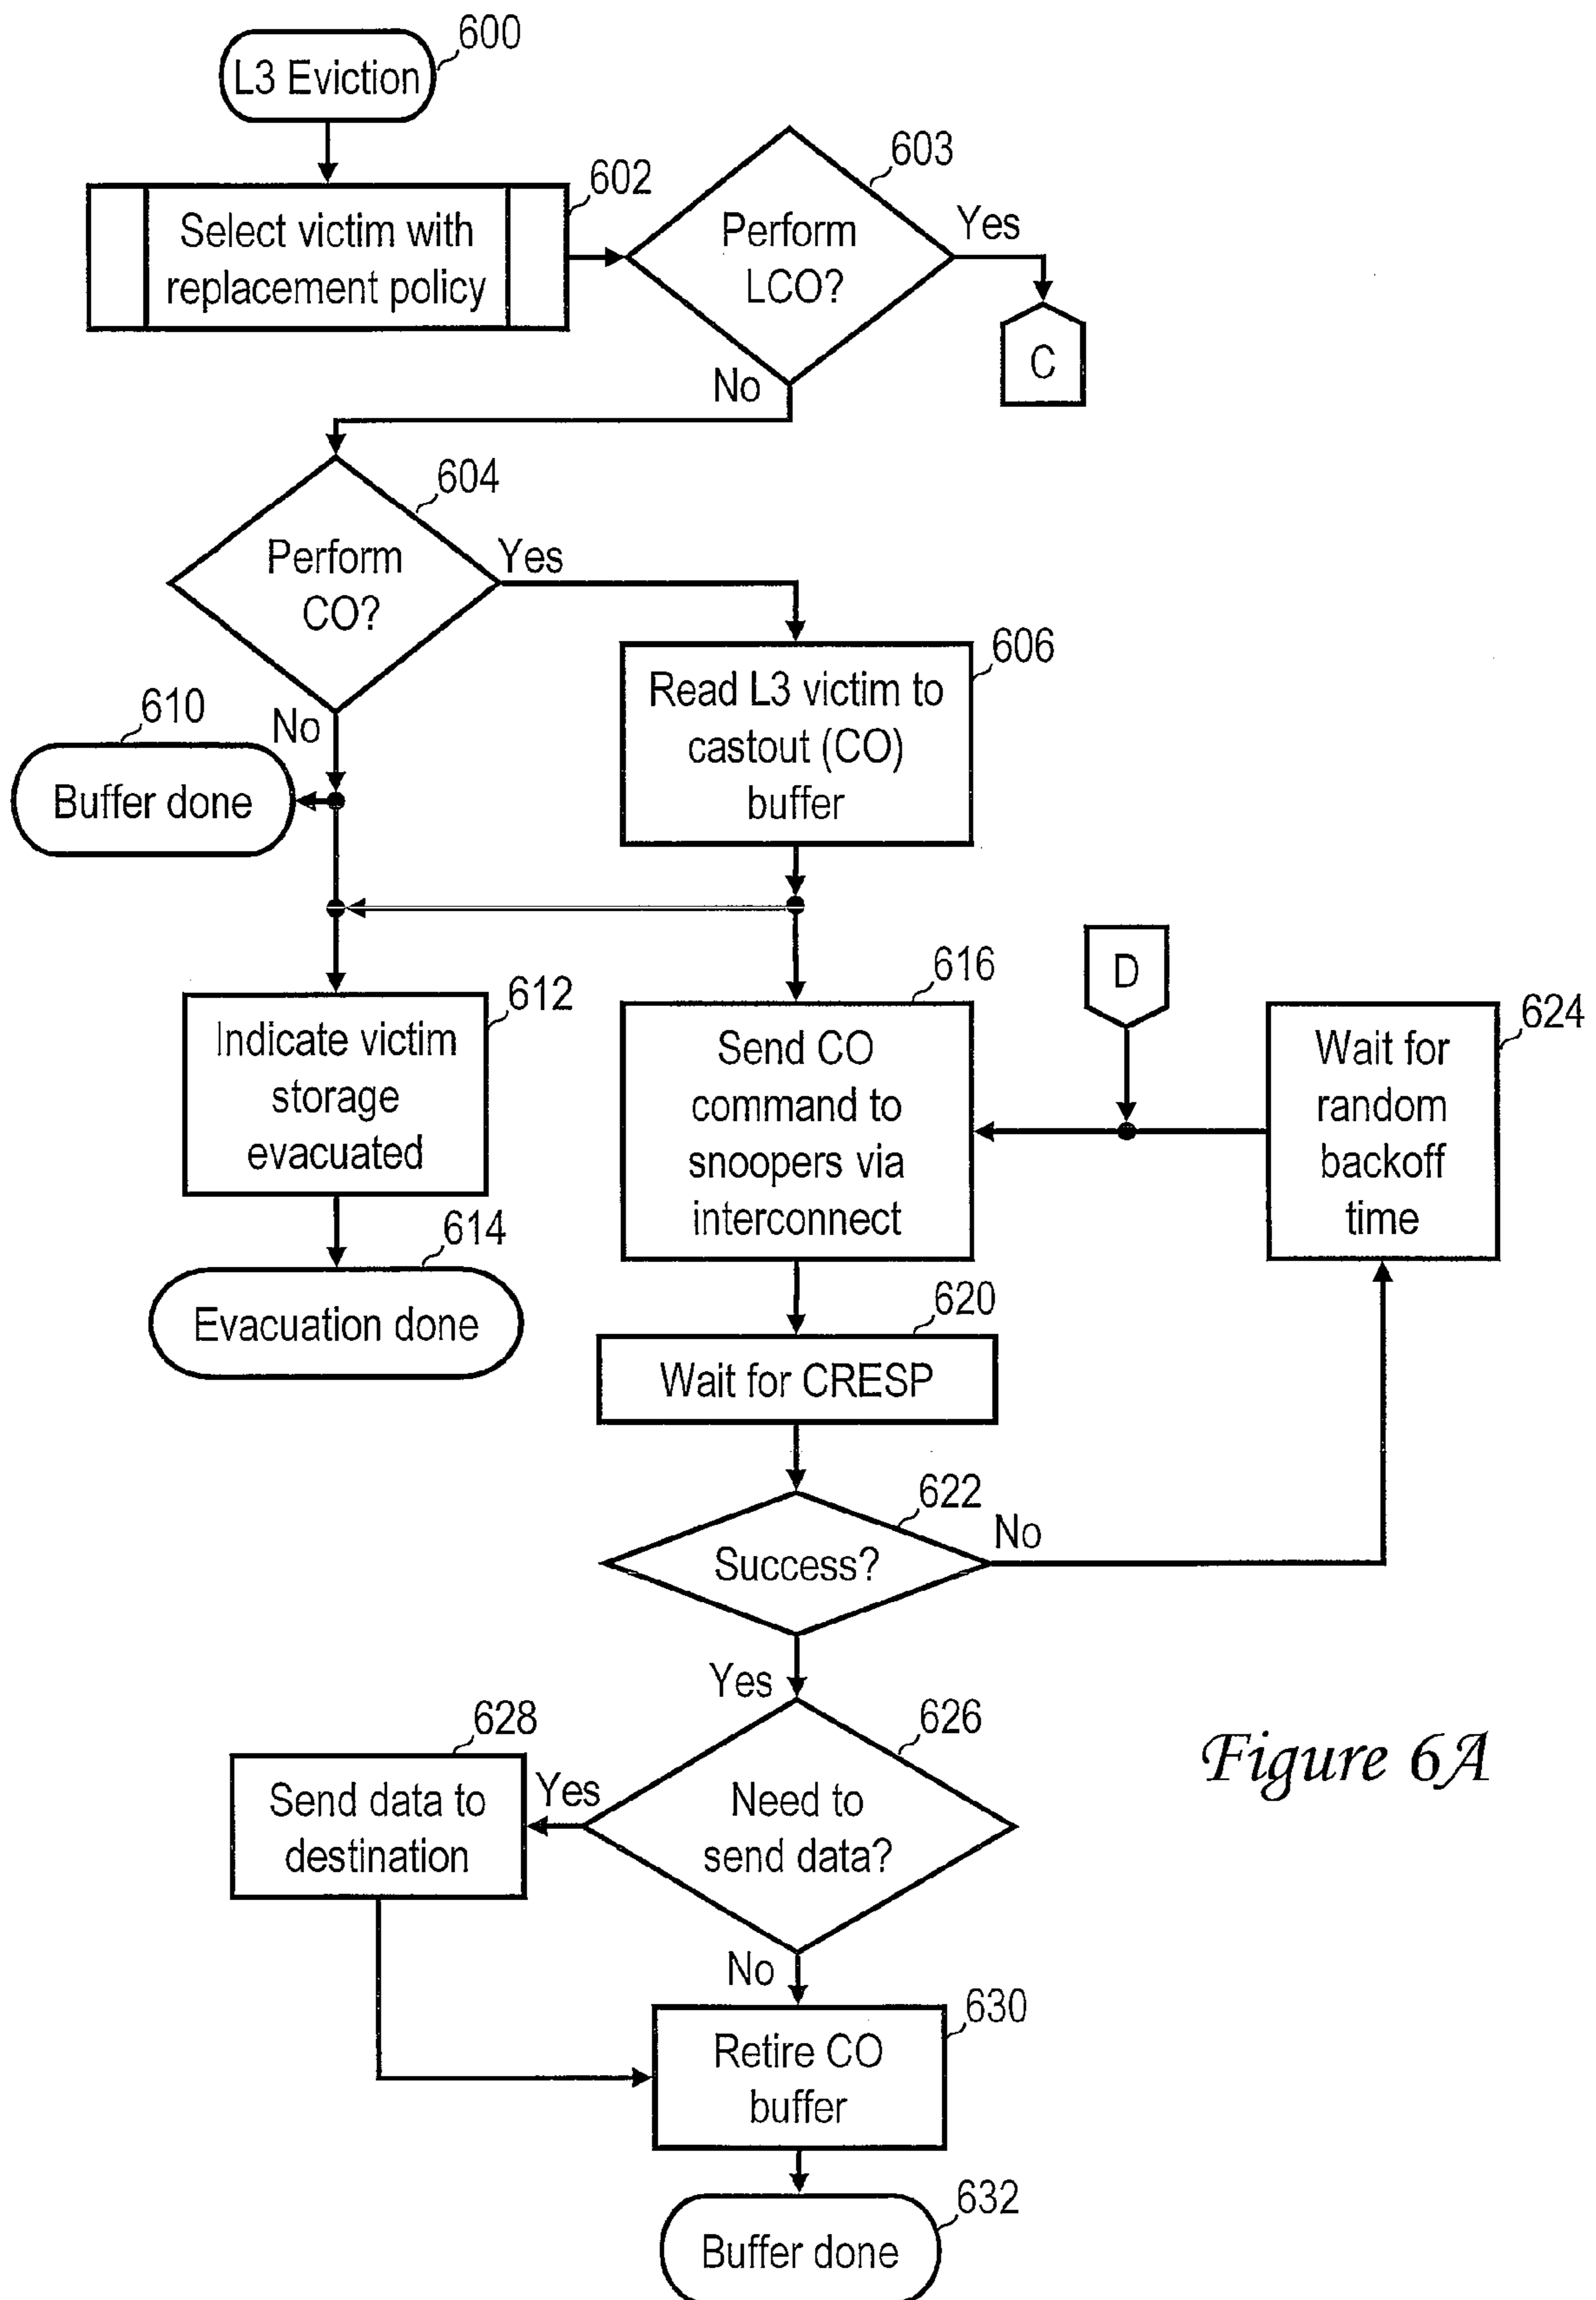 600
L3 Eviction
602
Select victim with
replacement policy
603
Perform
LCO?
Yes
C
No
604
Perform
CO?
Yes
606
Read L3 victim to
castout (CO)
buffer
No
610
Buffer done
612
Indicate victim
storage
evacuated
614
Evacuation done
616
Send CO
command to
snoopers via
interconnect
D
624
Wait for
random
backoff
time
620
Wait for CRESP
622
Success?
No
Yes
626
Need to
send data?
Yes
628
Send data to
destination
No
630
Retire CO
buffer
632
Buffer done
Figure 6A